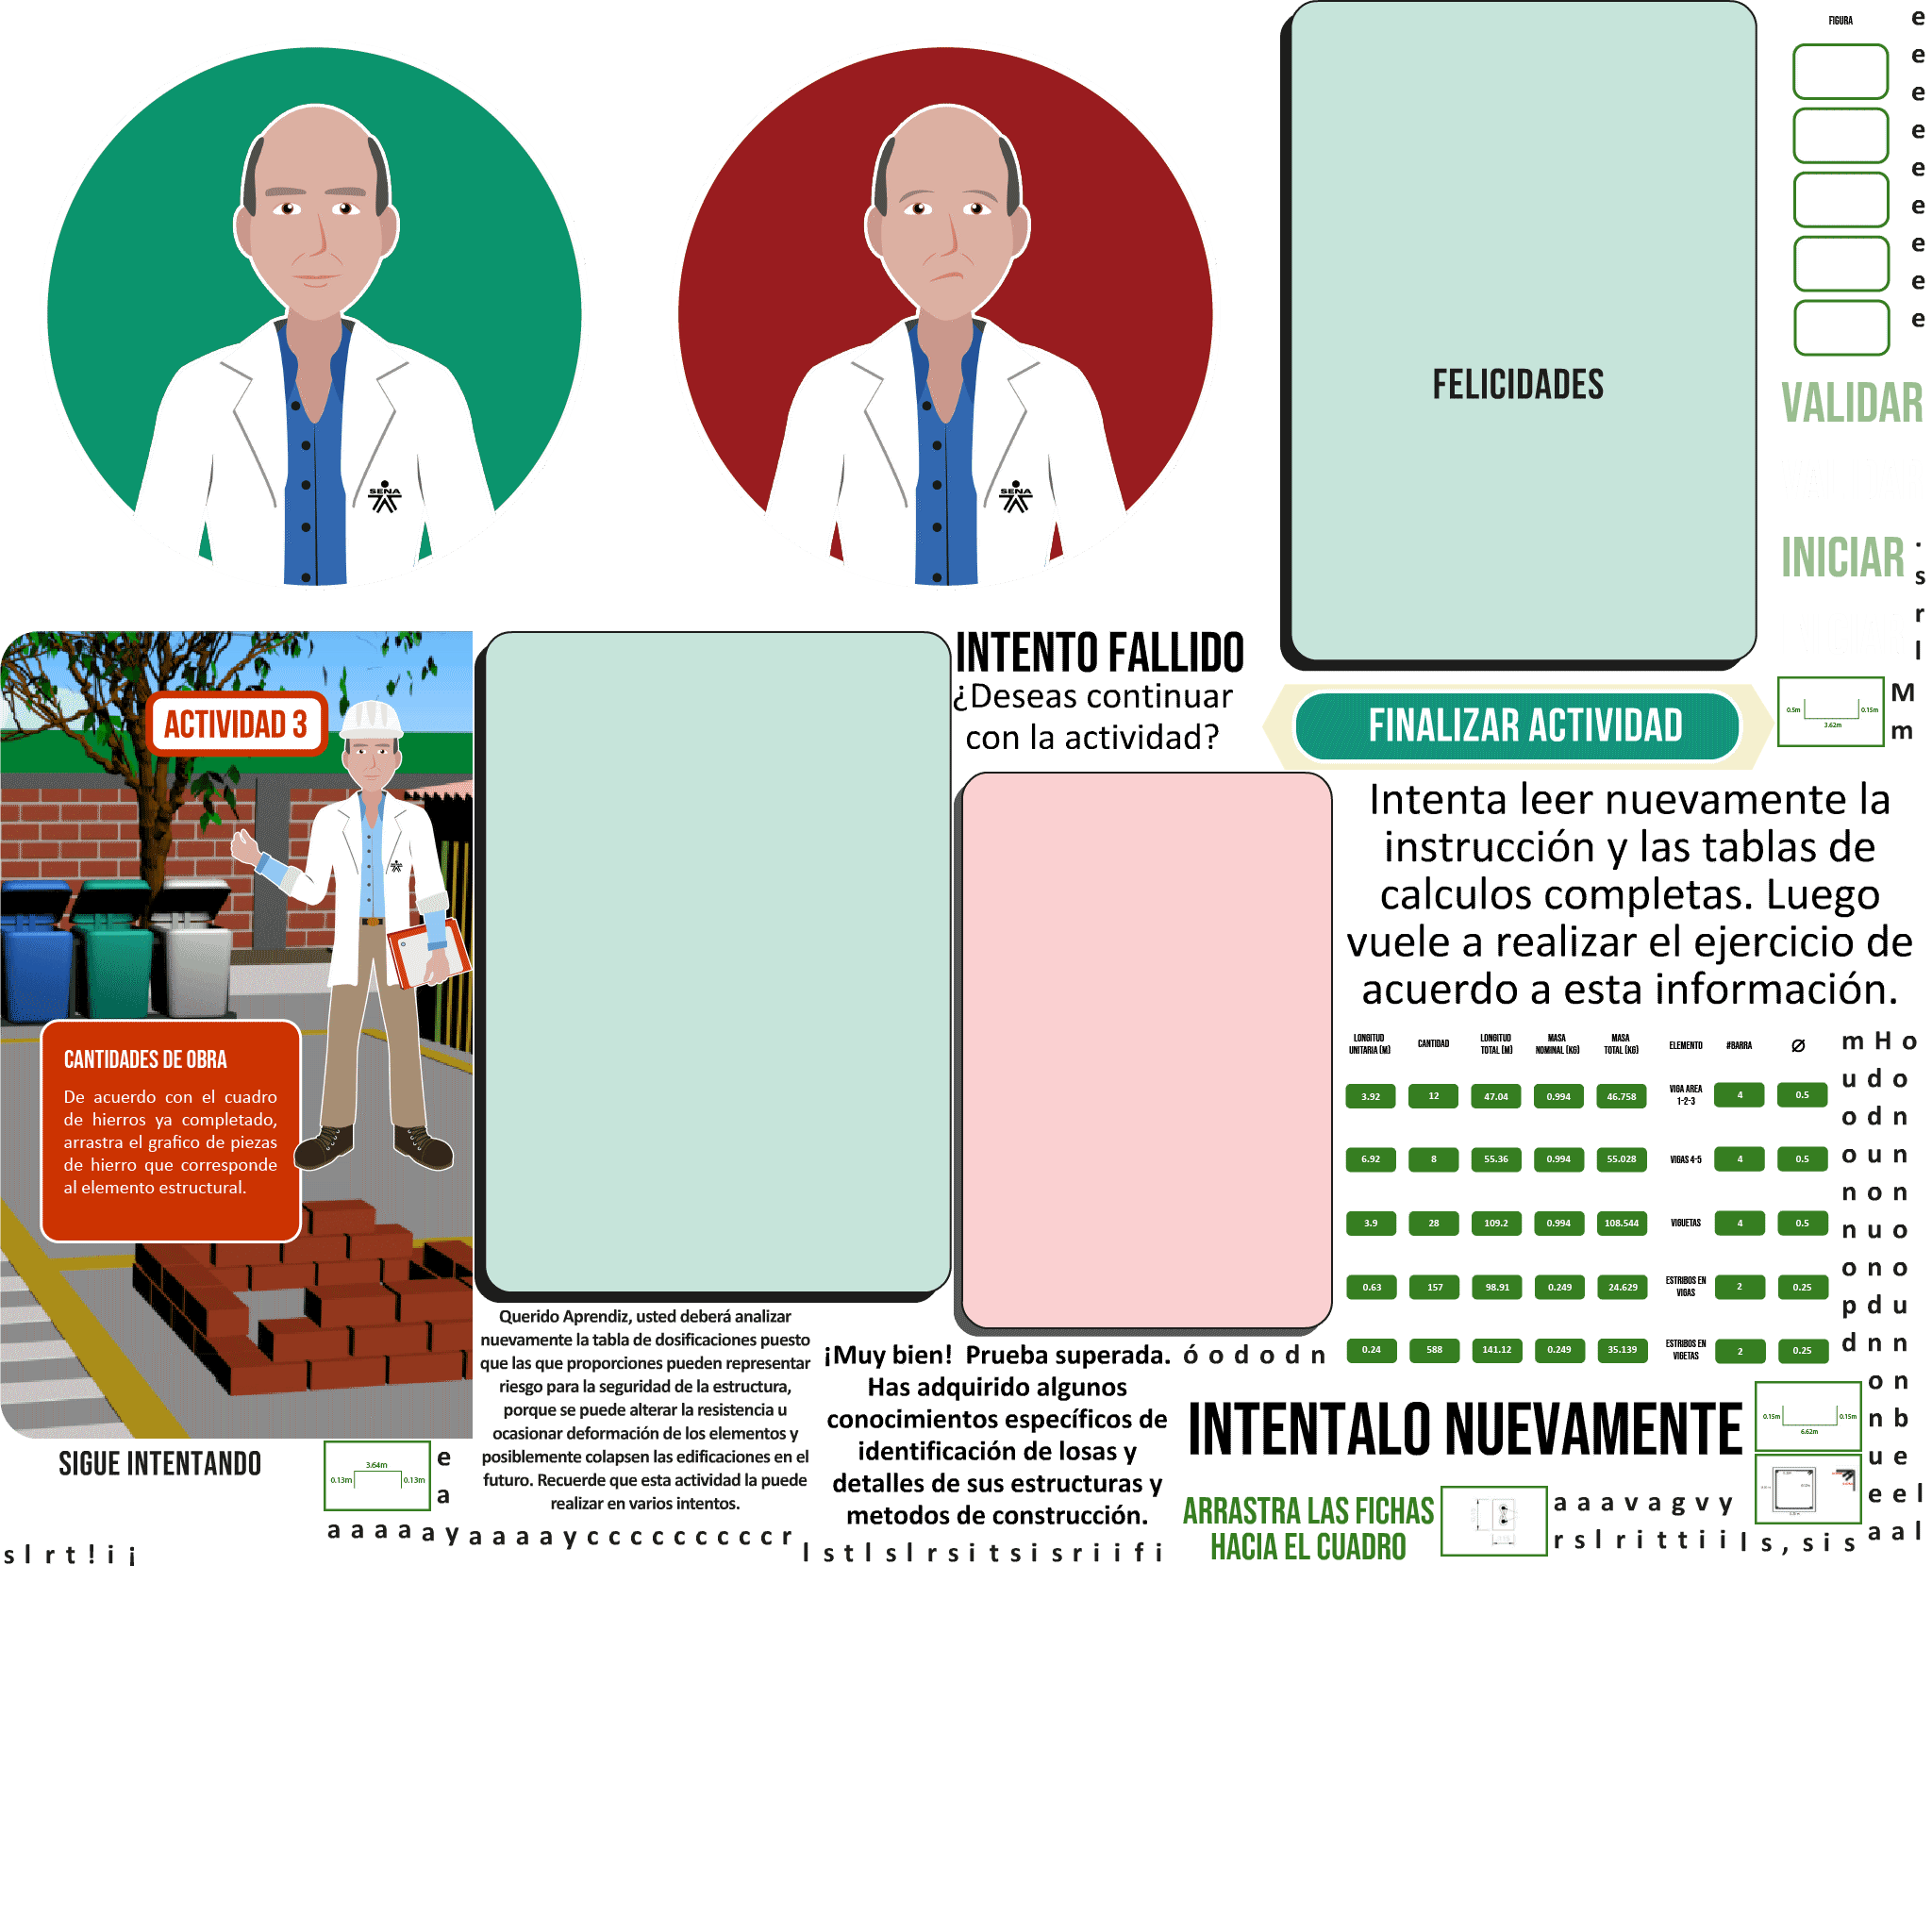 FIGURA
e
e
e
e
e
e
e
e
e
SENA
SENA
FELICIDADES
VALIDAR
INICIAR
.
s
r
l
INTENTO FALLIDO
¿Deseas continuar
con la actividad?
FINALIZAR ACTIVIDAD
0.5m
0.15m
3.62m
M
m
ACTIVIDAD 3
CANTIDADES DE OBRA
De acuerdo con el cuadro
de hierros ya completado,
arrastra el grafico de piezas
de hierro que corresponde
al elemento estructural.
Intenta leer nuevamente la
instrucción y las tablas de
calculos completas. Luego
vuele a realizar el ejercicio de
acuerdo a esta información.
LONGITUD UNITARIA (M) CANTIDAD LONGITUD TOTAL (M) MASA NOMINAL (KG) MASA TOTAL (KG) ELEMENTO #BARRA Ø
3.92 12 47.04 0.994 46.758 VIGA AREA 1-2-3 4 0.5
6.92 8 55.36 0.994 55.028 VIGAS 4-5 4 0.5
3.9 28 109.2 0.994 108.544 VIGUETAS 4 0.5
0.63 157 98.91 0.249 24.629 ESTRIBOS EN VIGAS 2 0.25
0.24 588 141.12 0.249 35.139 ESTRIBOS EN VIGETAS 2 0.25
m H o
u d o
o d n
o u n
n o n
n u o
o n o
p d u
d n n
o n
n b
u e
e e l
a a l
Querido Aprendiz, usted deberá analizar
nuevamente la tabla de dosificaciones puesto
que las que proporciones pueden representar
riesgo para la seguridad de la estructura,
porque se puede alterar la resistencia u
ocasionar deformación de los elementos y
posiblemente colapsen las edificaciones en el
futuro. Recuerde que esta actividad la puede
realizar en varios intentos.
¡Muy bien! Prueba superada.
Has adquirido algunos
conocimientos específicos de
identificación de losas y
detalles de sus estructuras y
metodos de construcción.
ó o d o d n
INTENTALO NUEVAMENTE
0.15m
0.15m
6.62m
SIGUE INTENTANDO
3.64m
0.13m
0.13m
e
a
ARRASTRA LAS FICHAS
HACIA EL CUADRO
a a a v a g v y
r s l r i t t i i l s , s i s
a a a a a y a a a a y c c c c c c c c c c r
l s t l s l r s i t s i s r i i f i
s l r t ! i ¡